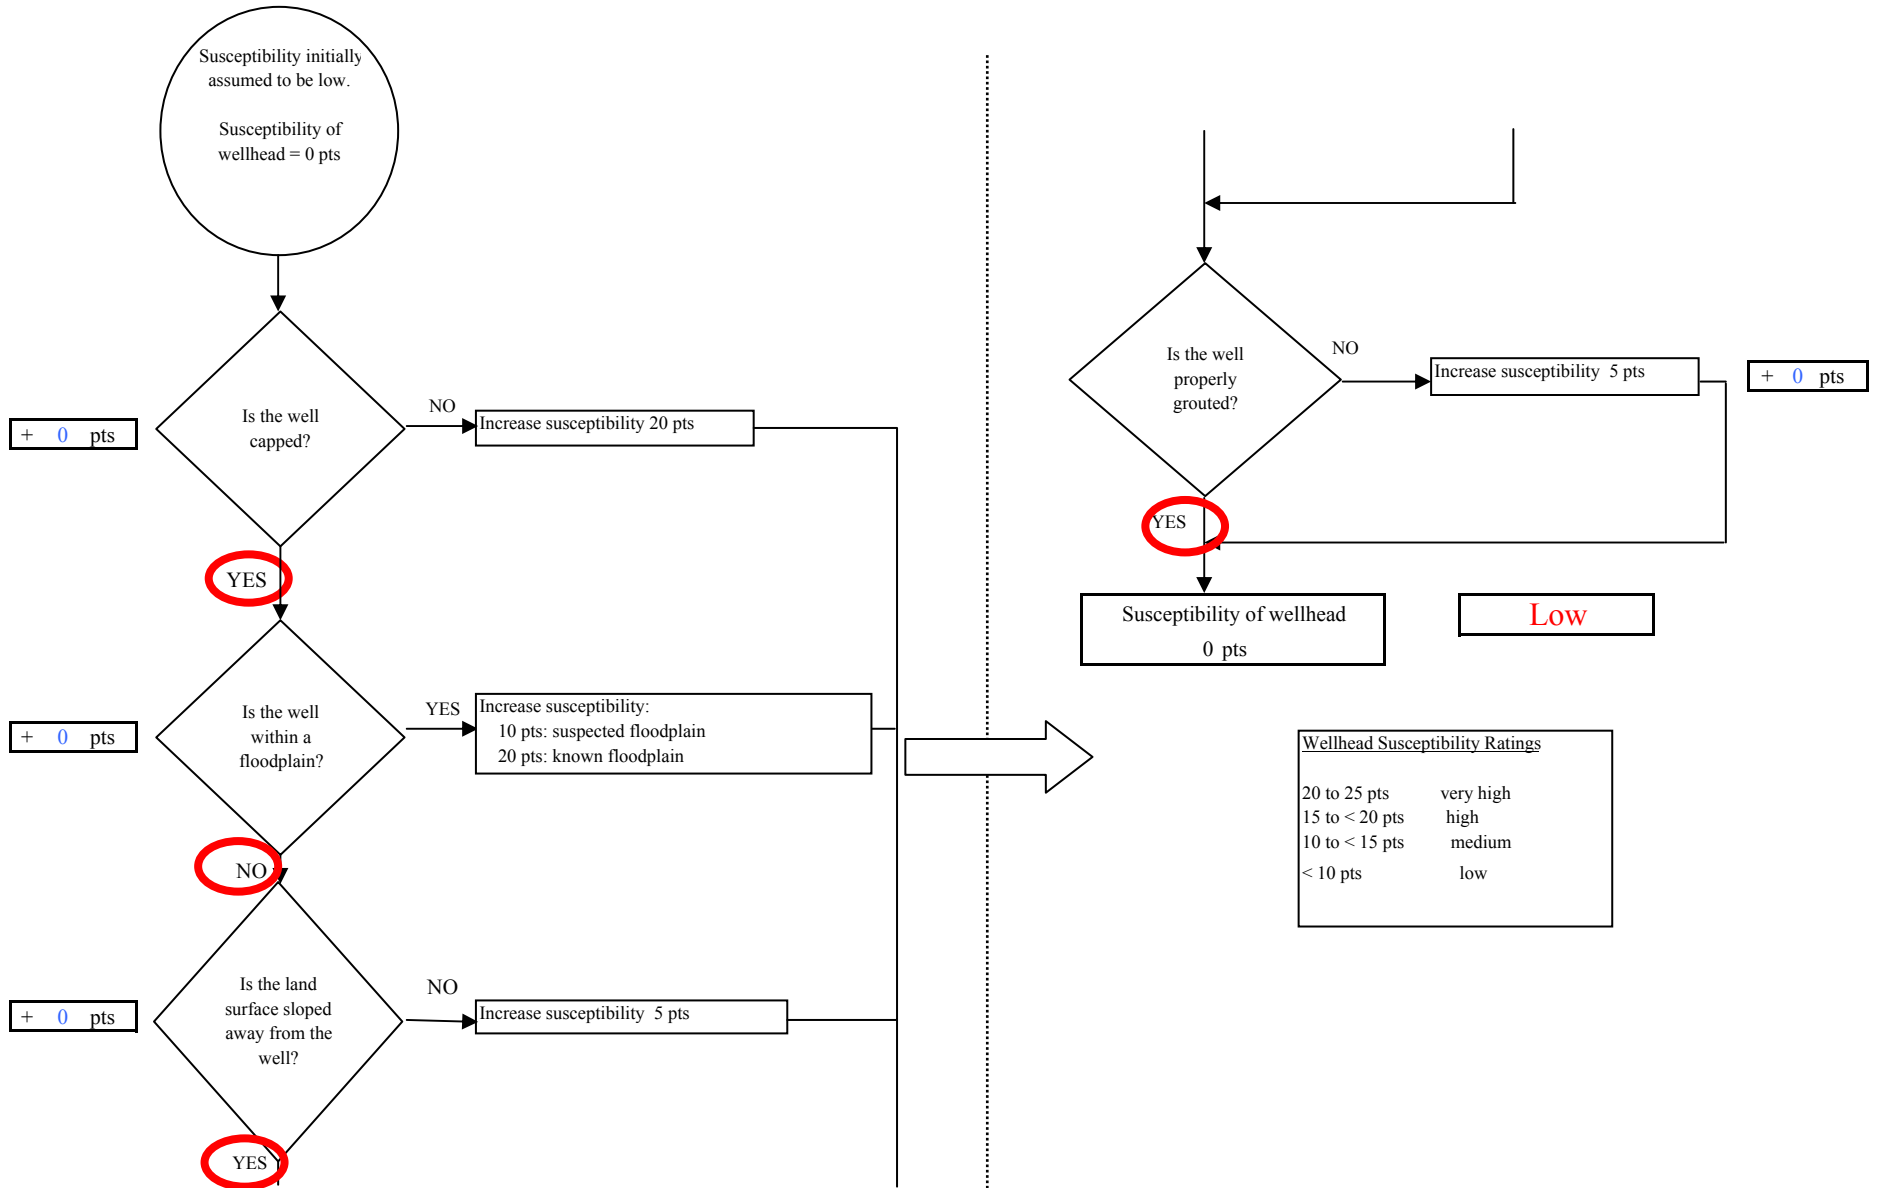 Susceptibility initially
assumed to be low.
Susceptibility of
wellhead = 0 pts
Is the well
capped?
NO
Increase susceptibility 20 pts
+ 0 pts
YES
Is the well
within a
floodplain?
YES
Increase susceptibility:
10 pts: suspected floodplain
20 pts: known floodplain
+ 0 pts
NO
Is the land
surface sloped
away from the
well?
NO
Increase susceptibility 5 pts
+ 0 pts
YES
Is the well
properly
grouted?
NO
Increase susceptibility 5 pts
+ 0 pts
YES
Susceptibility of wellhead
0 pts
Low
Wellhead Susceptibility Ratings
20 to 25 pts very high
15 to < 20 pts high
10 to < 15 pts medium
< 10 pts low